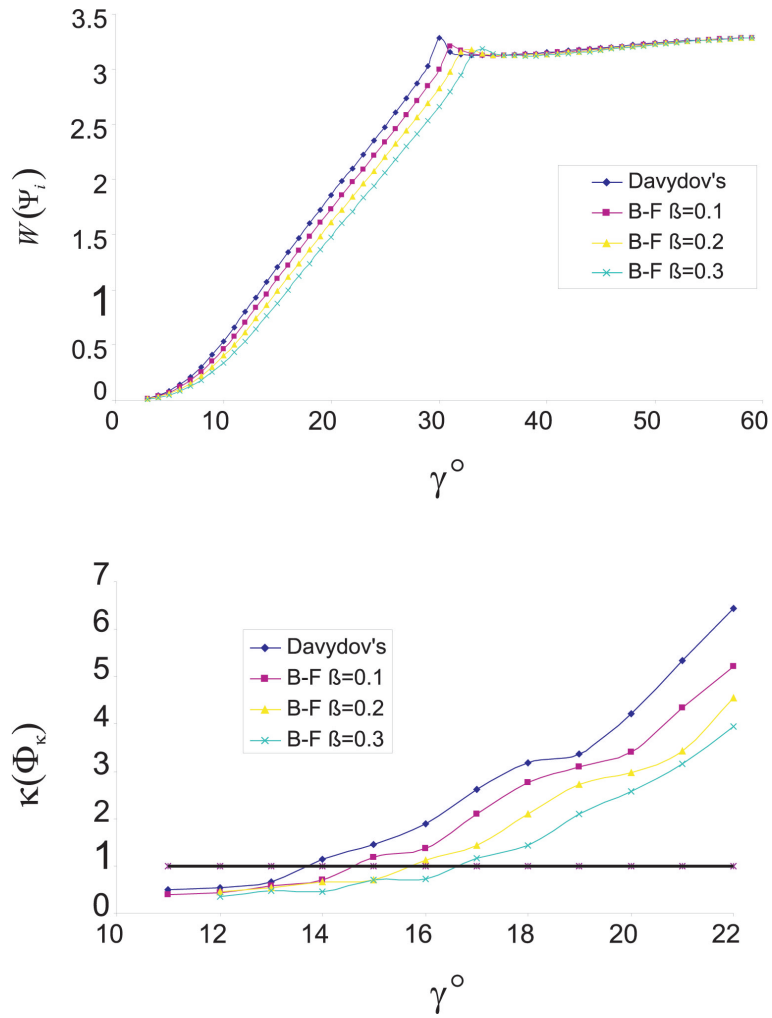 3.5
3
2.5
2
1.5
1
0.5
0
W(Ψi)
Davydov's
B-F ß=0.1
B-F ß=0.2
B-F ß=0.3
0 10 20 30 40 50 60
γ°
7
6
5
4
3
2
1
0
κ(Φκ)
Davydov's
B-F ß=0.1
B-F ß=0.2
B-F ß=0.3
10 12 14 16 18 20 22
γ°